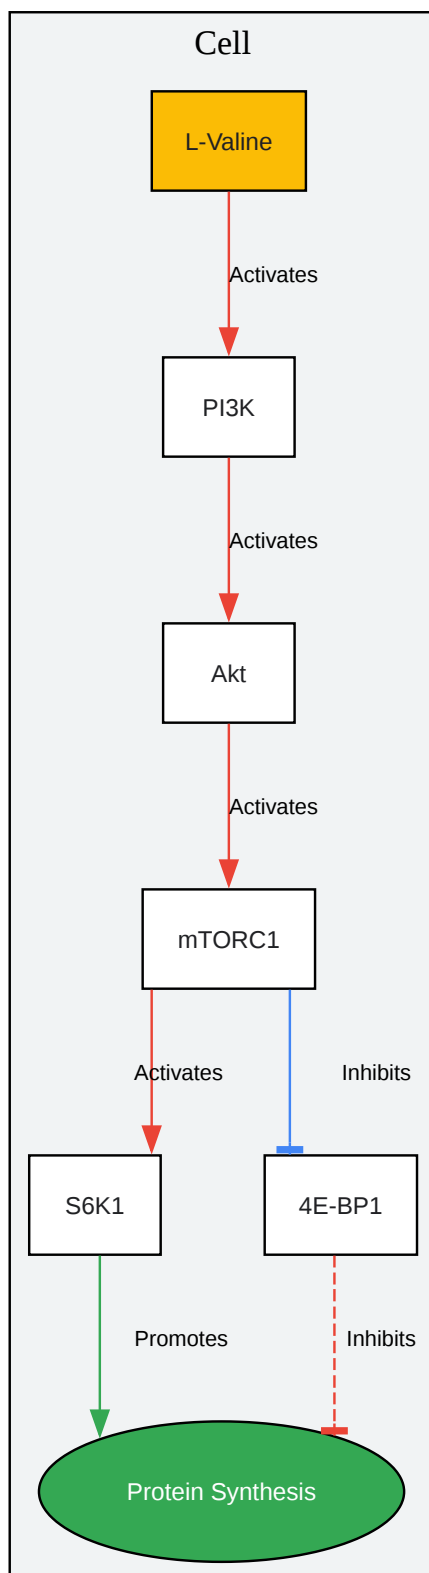 Cell
L-Valine
Activates
PI3K
Activates
Akt
Activates
mTORC1
Activates
Inhibits
S6K1
4E-BP1
Promotes
Inhibits
Protein Synthesis